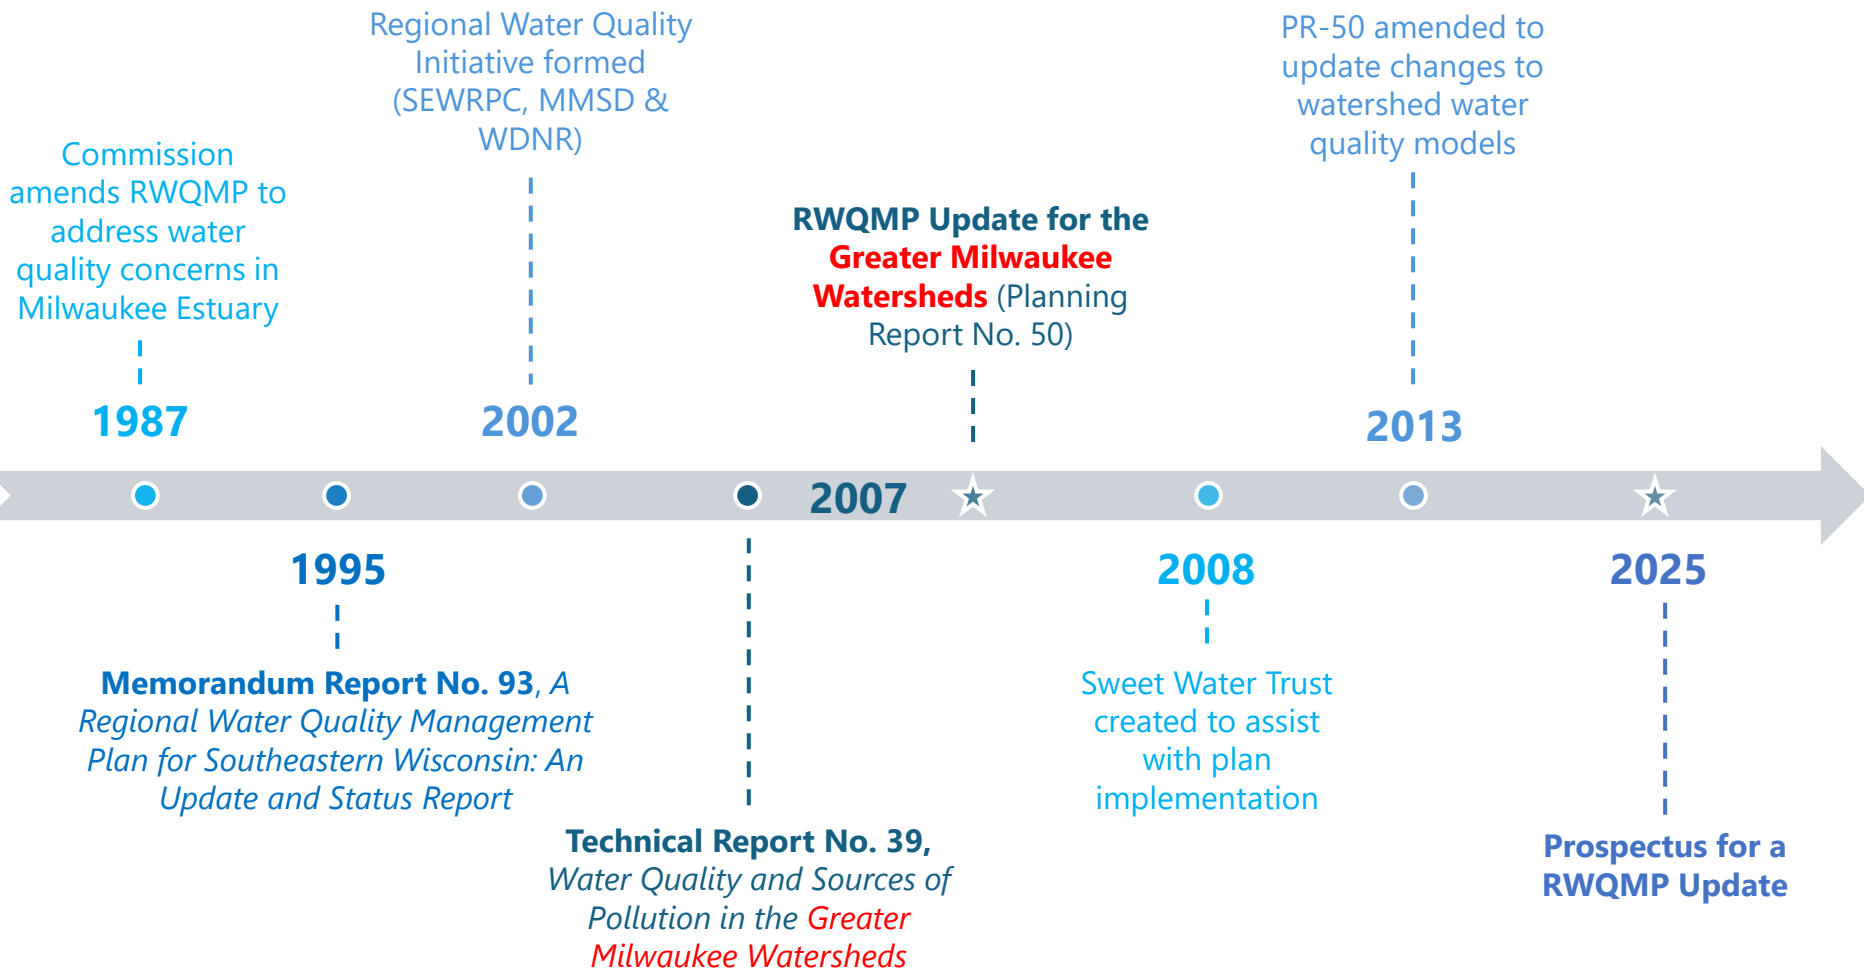 Commission
amends RWQMP to
address water
quality concerns in
Milwaukee Estuary
1987
1995
Memorandum Report No. 93, A
Regional Water Quality Management
Plan for Southeastern Wisconsin: An
Update and Status Report
Regional Water Quality
Initiative formed
(SEWRPC, MMSD &
WDNR)
2002
2007
Technical Report No. 39,
Water Quality and Sources of
Pollution in the Greater
Milwaukee Watersheds
RWQMP Update for the
Greater Milwaukee
Watersheds (Planning
Report No. 50)
2008
Sweet Water Trust
created to assist
with plan
implementation
PR-50 amended to
update changes to
watershed water
quality models
2013
2025
Prospectus for a
RWQMP Update